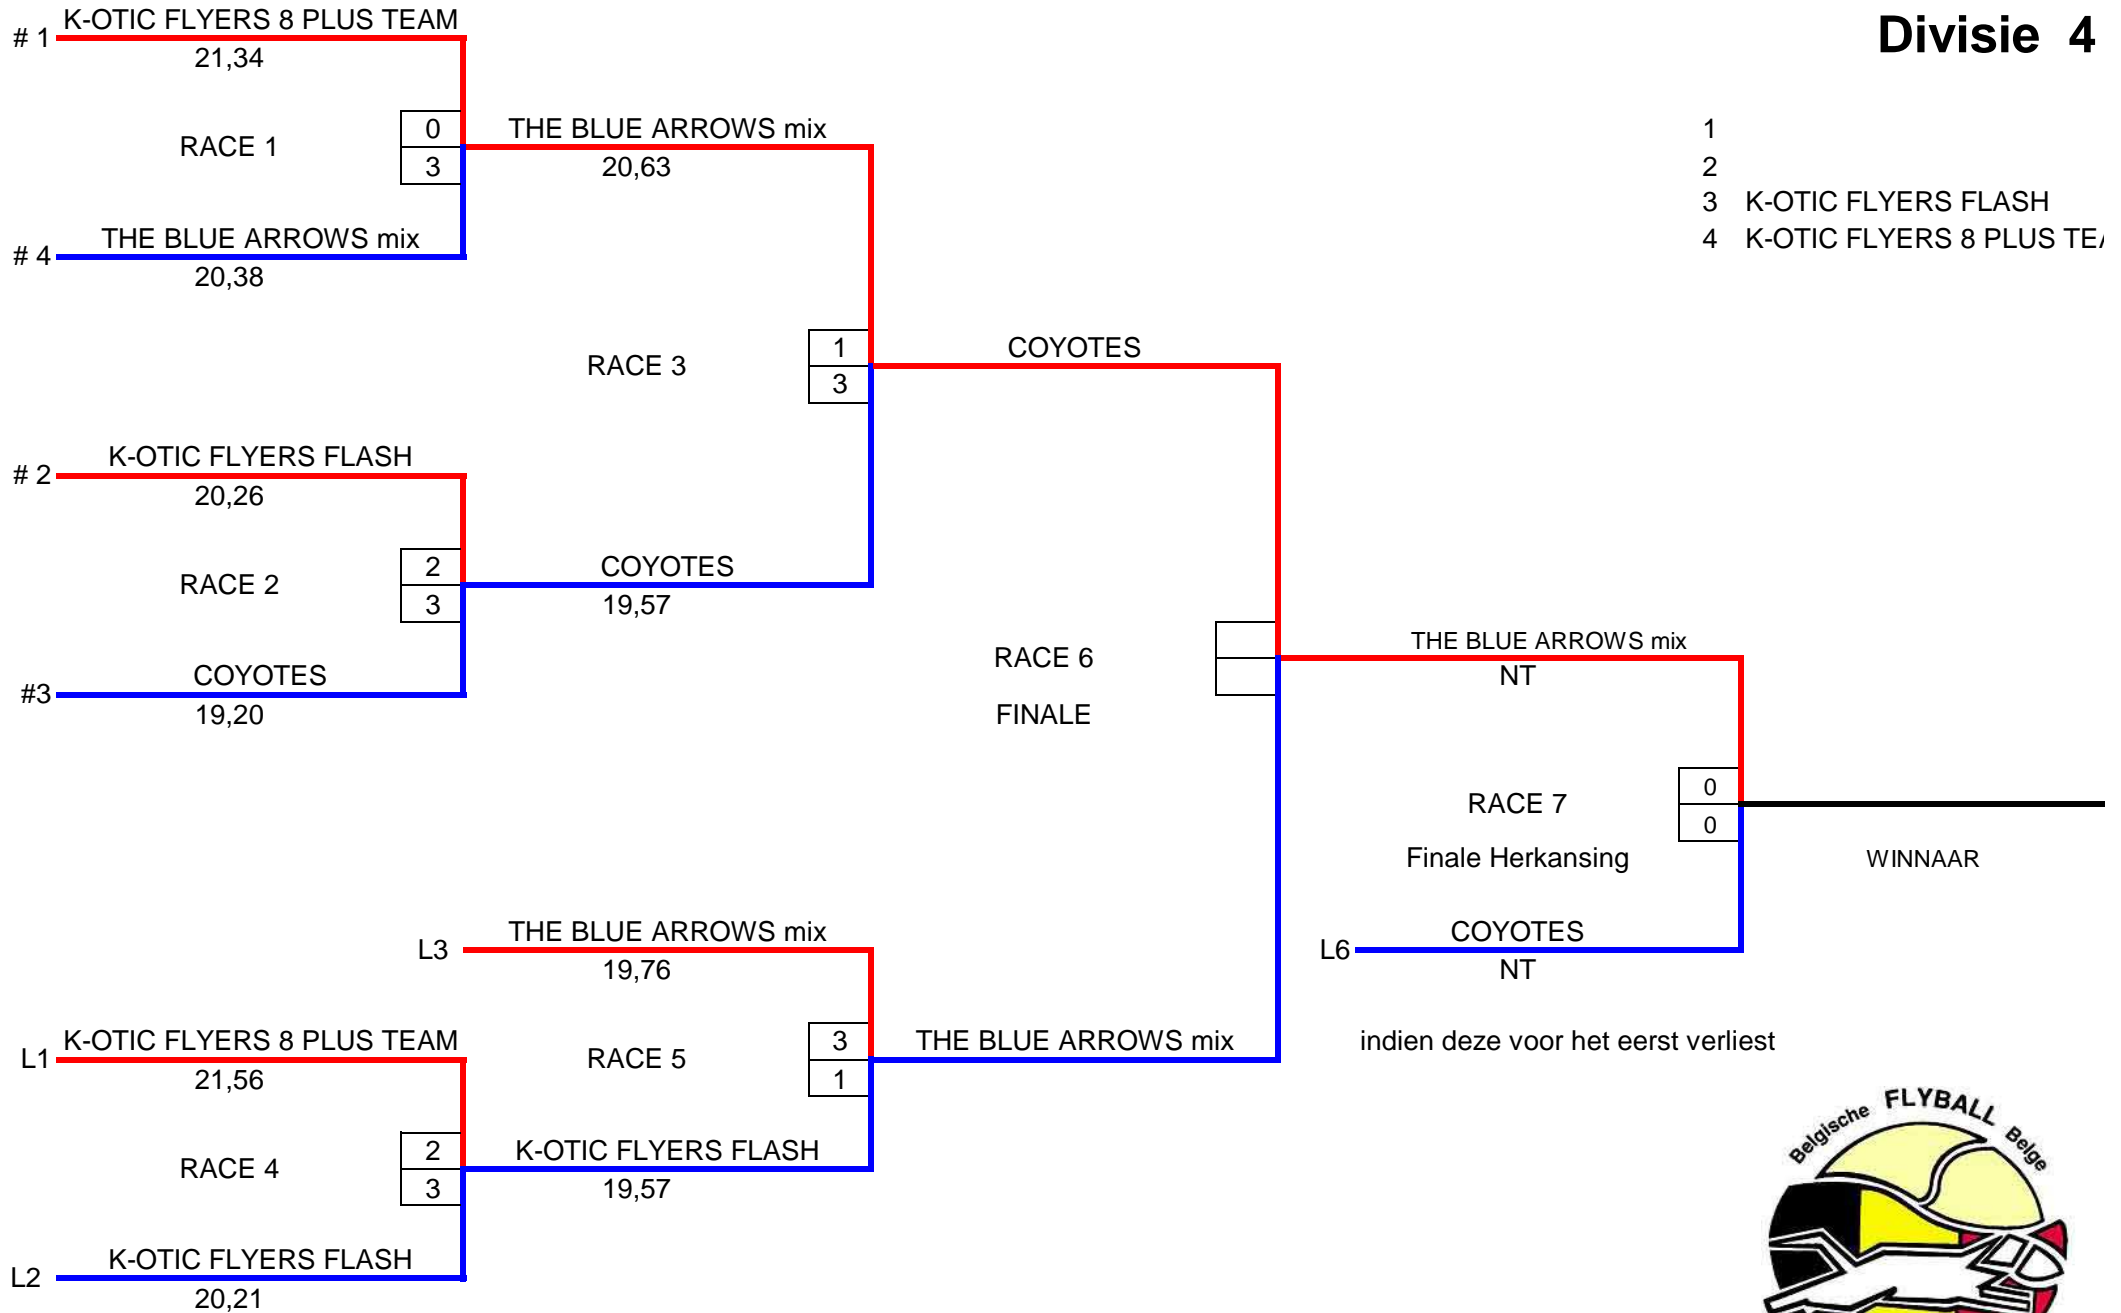 Divisie 4
# 1 K-OTIC FLYERS 8 PLUS TEAM
21,34
RACE 1
0
3
THE BLUE ARROWS mix
20,63
# 4 THE BLUE ARROWS mix
20,38
1
2
3 K-OTIC FLYERS FLASH
4 K-OTIC FLYERS 8 PLUS TEA
RACE 3
1
3
COYOTES
# 2 K-OTIC FLYERS FLASH
20,26
RACE 2
2
3
COYOTES
19,57
#3 COYOTES
19,20
RACE 6
FINALE
THE BLUE ARROWS mix
NT
RACE 7
0
0
Finale Herkansing
WINNAAR
L6 COYOTES
NT
indien deze voor het eerst verliest
L3 THE BLUE ARROWS mix
19,76
RACE 5
3
1
THE BLUE ARROWS mix
L1 K-OTIC FLYERS 8 PLUS TEAM
21,56
RACE 4
2
3
K-OTIC FLYERS FLASH
19,57
L2 K-OTIC FLYERS FLASH
20,21
Belgische FLYBALL Belge